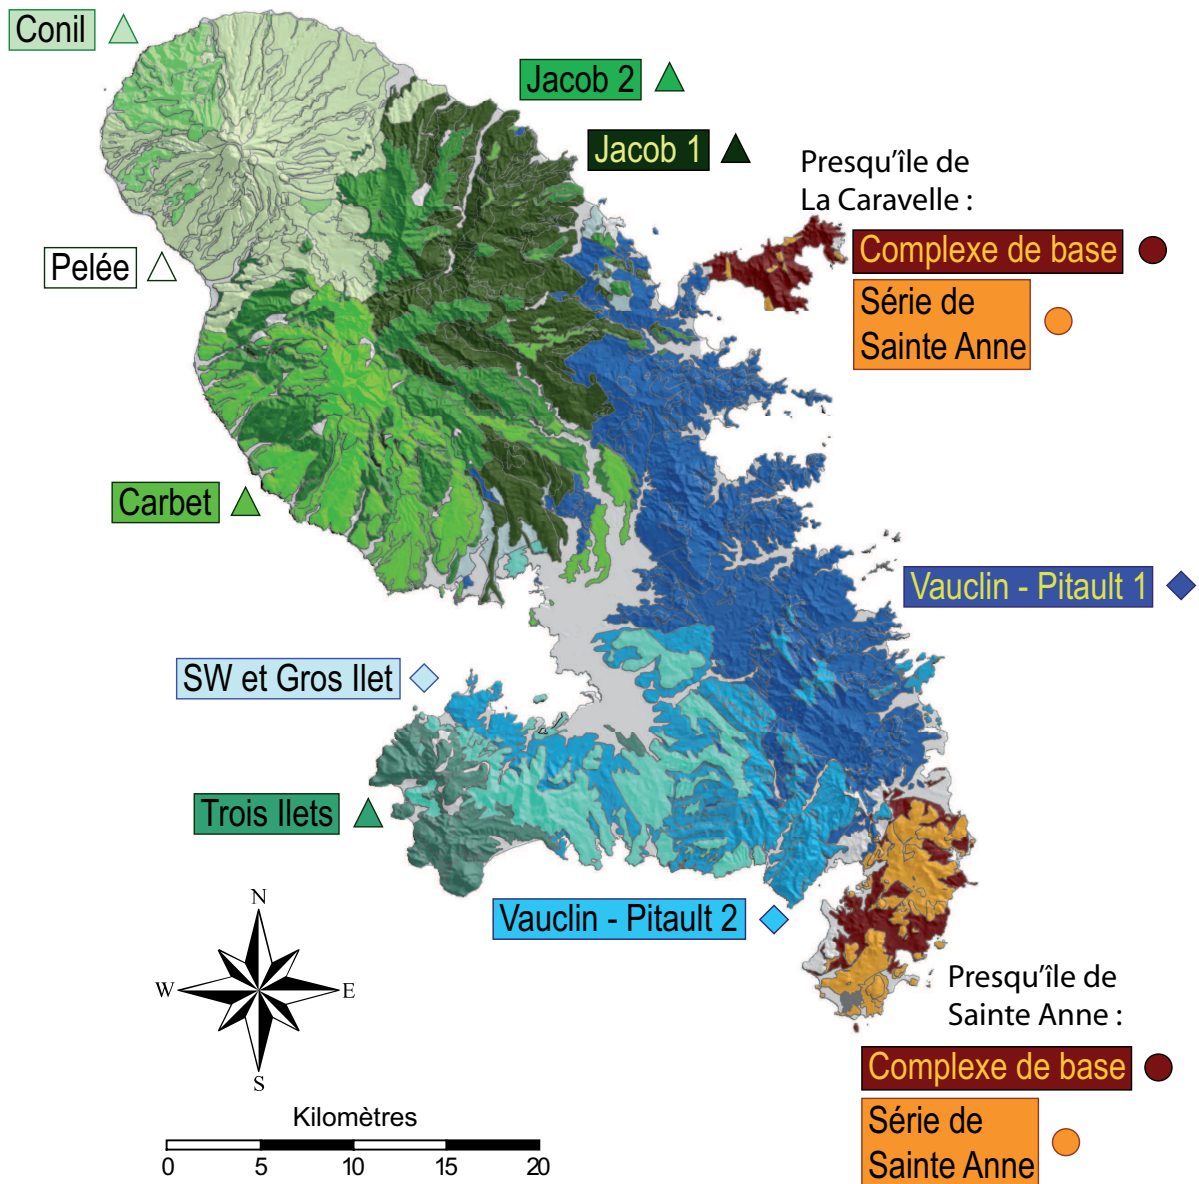 Conil
Jacob 2
Jacob 1
Presqu'île de
La Caravelle :
Complexe de base
Série de
Sainte Anne
Pelée
Carbet
Vauclin - Pitault 1
SW et Gros Ilet
Trois Ilets
Vauclin - Pitault 2
N
W
E
S
Presqu'île de
Sainte Anne :
Complexe de base
Série de
Sainte Anne
Kilomètres
0 5 10 15 20